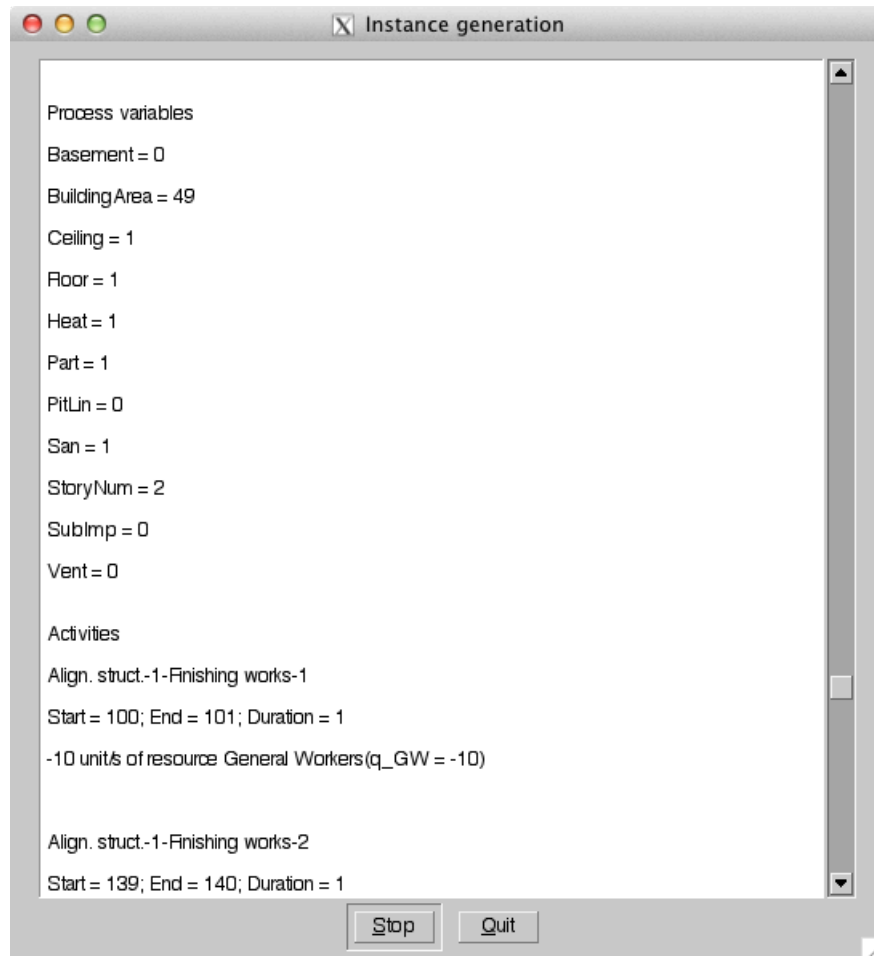 Instance generation
Process variables
Basement = 0
BuildingArea = 49
Ceiling = 1
Floor = 1
Heat = 1
Part = 1
PitLin = 0
San = 1
StoryNum = 2
SubImp = 0
Vent = 0
Activities
Align. struct.-1-Finishing works-1
Start = 100; End = 101; Duration = 1
-10 unit/s of resource General Workers(q_GW = -10)
Align. struct.-1-Finishing works-2
Start = 139; End = 140; Duration = 1
Stop Quit